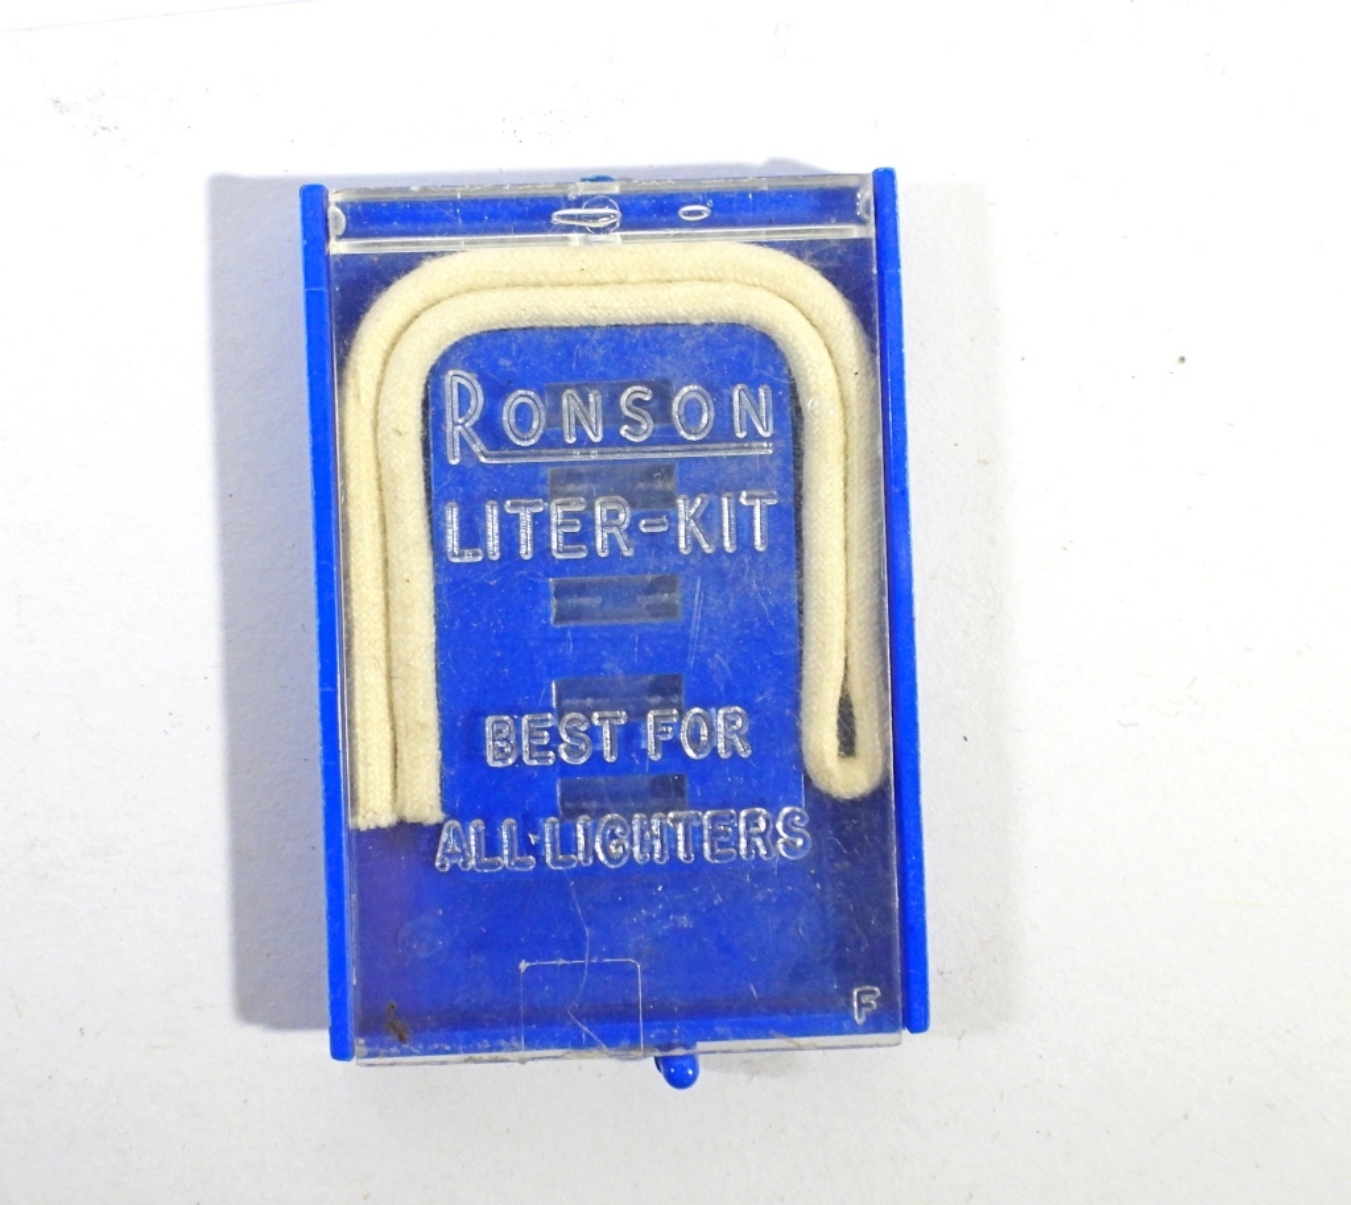 RONSON
LITER-KIT
BEST FOR
ALL LIGHTERS
F